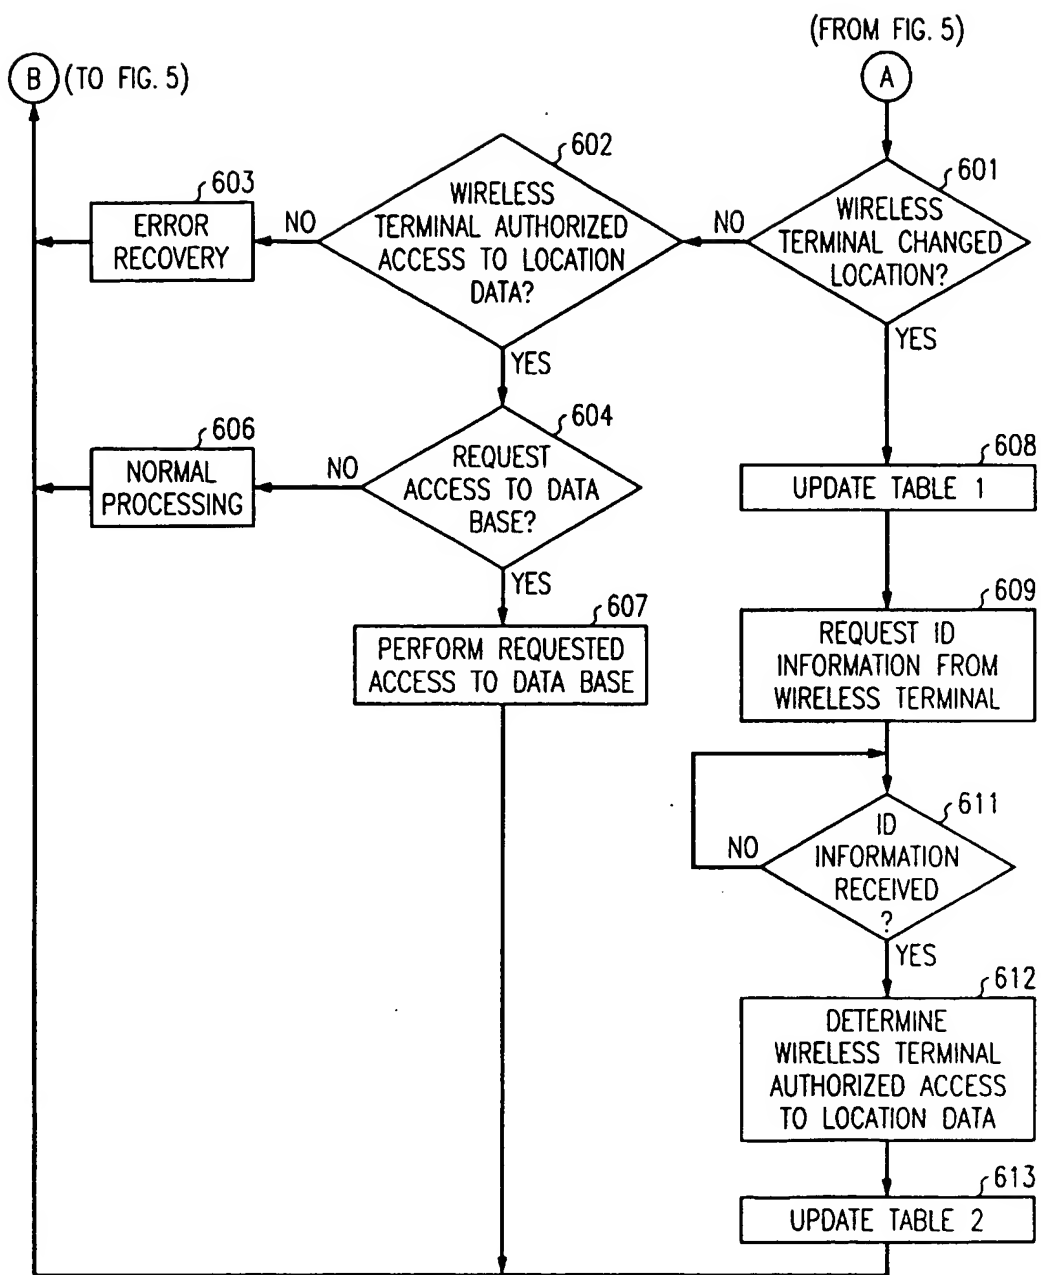 (FROM FIG. 5)
B (TO FIG. 5)
A
602
WIRELESS
TERMINAL AUTHORIZED
ACCESS TO LOCATION
DATA?
601
WIRELESS
TERMINAL CHANGED
LOCATION?
603
ERROR
RECOVERY
NO
NO
YES
YES
604
REQUEST
ACCESS TO DATA
BASE?
606
NORMAL
PROCESSING
NO
608
UPDATE TABLE 1
YES
607
PERFORM REQUESTED
ACCESS TO DATA BASE
609
REQUEST ID
INFORMATION FROM
WIRELESS TERMINAL
611
ID
INFORMATION
RECEIVED
?
NO
YES
612
DETERMINE
WIRELESS TERMINAL
AUTHORIZED ACCESS
TO LOCATION DATA
613
UPDATE TABLE 2